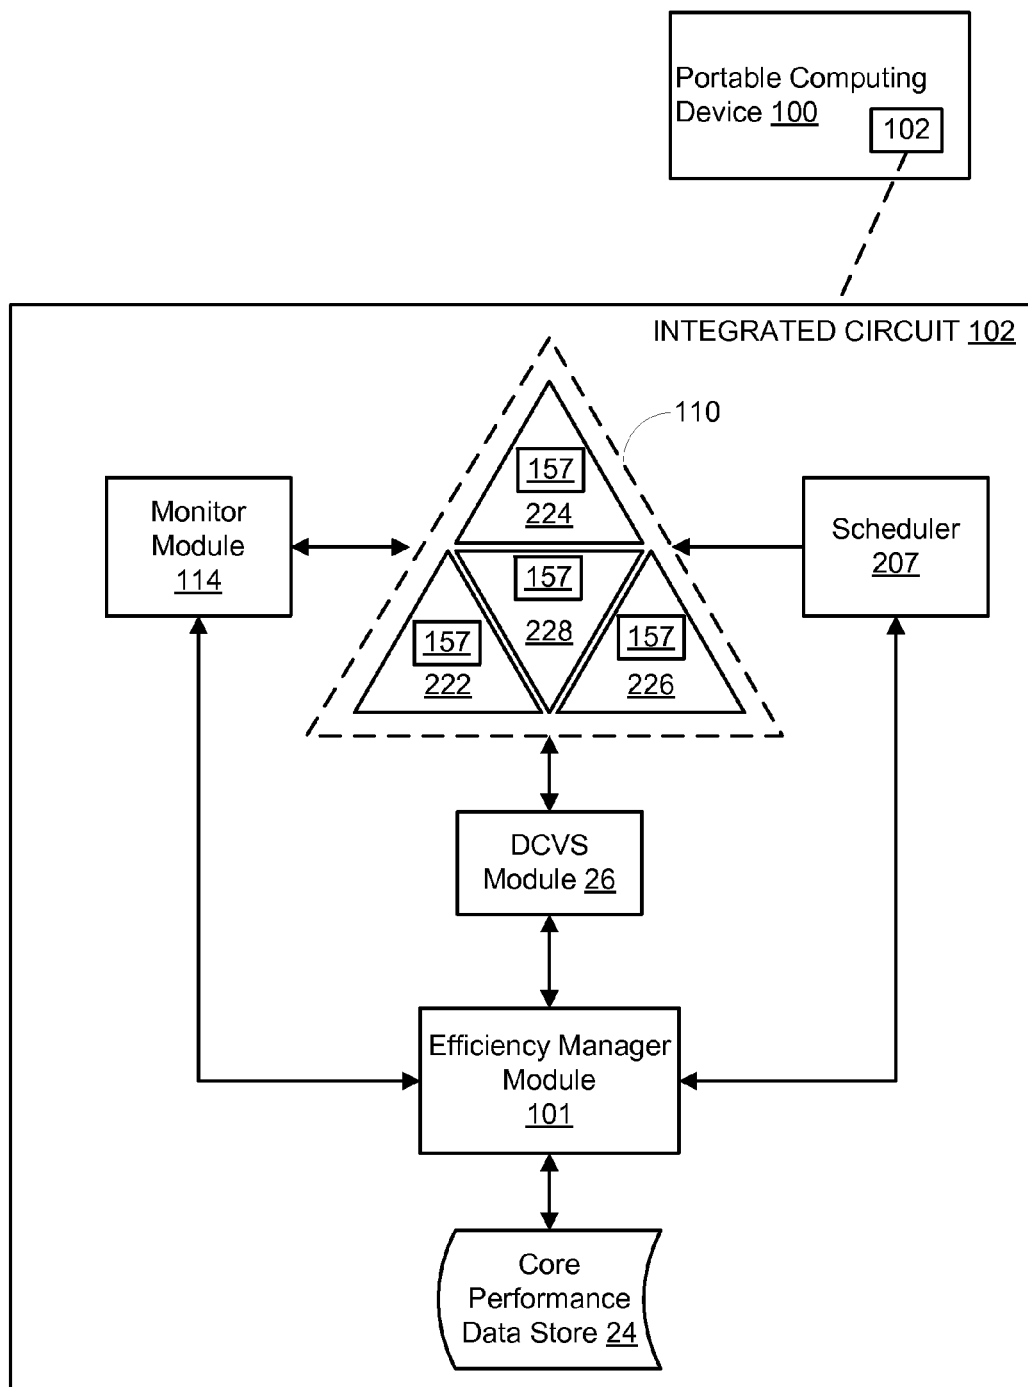 Portable Computing
Device 100
102
INTEGRATED CIRCUIT 102
110
157
224
Monitor
Module
114
Scheduler
207
157
228
157
222
157
226
DCVS
Module 26
Efficiency Manager
Module
101
Core
Performance
Data Store 24